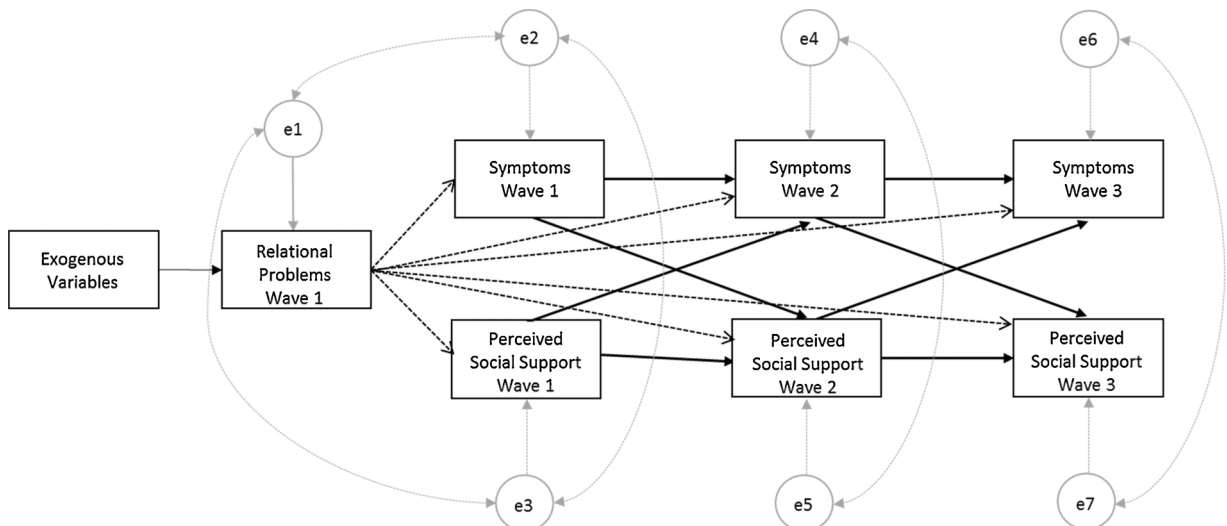 e2
e4
e6
e1
Symptoms
Wave 1
Symptoms
Wave 2
Symptoms
Wave 3
Exogenous
Variables
Relational
Problems
Wave 1
Perceived
Social Support
Wave 1
Perceived
Social Support
Wave 2
Perceived
Social Support
Wave 3
e3
e5
e7